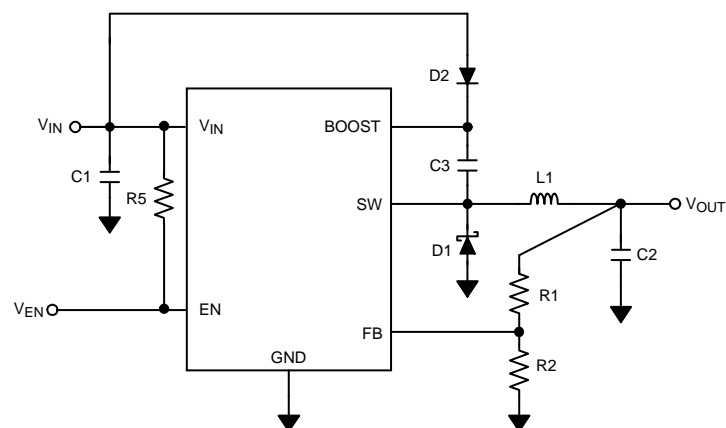 D2
VIN
VIN
BOOST
C1
C3
R5
L1
SW
VOUT
D1
C2
R1
VEN
EN
FB
GND
R2